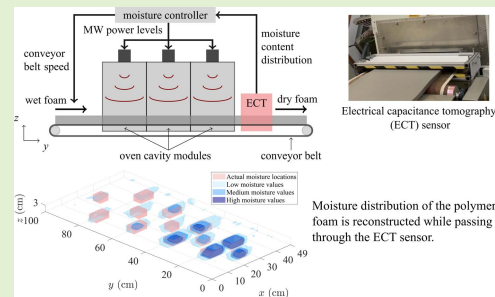 moisture controller
MW power levels
conveyor
belt speed
moisture
content
distribution
wet foam
ECT
dry foam
z
y
oven cavity modules
conveyor belt
Electrical capacitance tomography
(ECT) sensor
Actual moisture locations
Low moisture values
Medium moisture values
High moisture values
z (cm)
3
100
80
60
40
20
0
y (cm)
0
10
20
30
40
49
x (cm)
Moisture distribution of the polymer
foam is reconstructed while passing
through the ECT sensor.